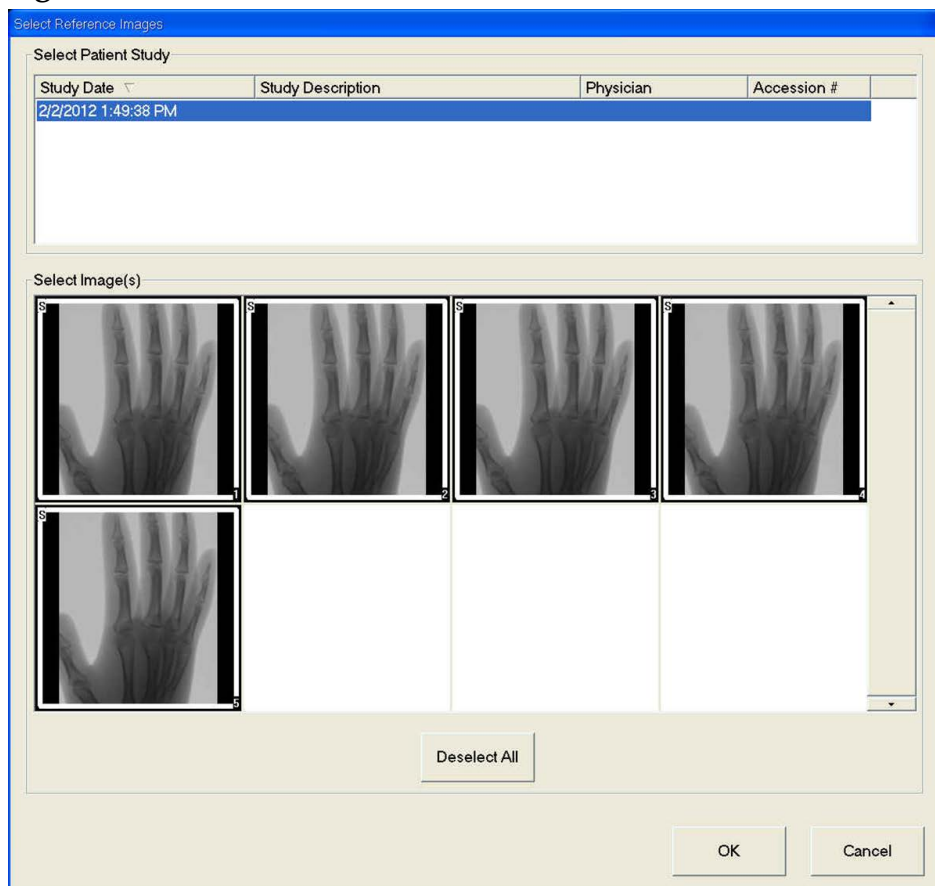 Select Reference Images
Select Patient Study
Study Date Study Description Physician Accession #
2/2/2012 1:49:38 PM
Select Image(s)
S S S S
1 2 3 4
S
5
Deselect All
OK Cancel